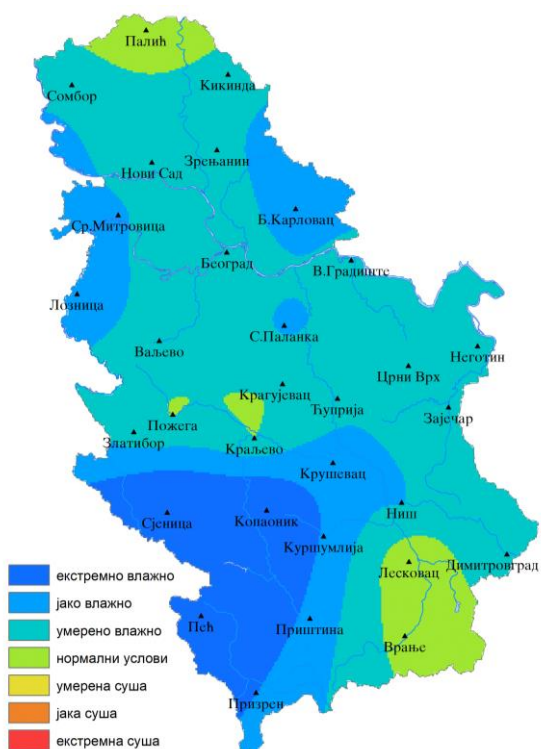 Палић
Сомбор
Кикинда
Зрењанин
Нови Сад
Ср.Митровица
Б.Карловац
Београд
В.Градиште
Лозница
С.Паланка
Ваљево
Неготин
Црни Врх
Крагујевац
Ћуприја
Зајечар
Пожега
Златибор
Краљево
Крушевац
Сјеница
Копаоник
Ниш
Куршумлија
Димитровград
Лесковац
екстремно влажно
јако влажно
умерено влажно
нормални услови
умерена суша
јака суша
екстремна суша
Пећ
Приштина
Врање
Призрен